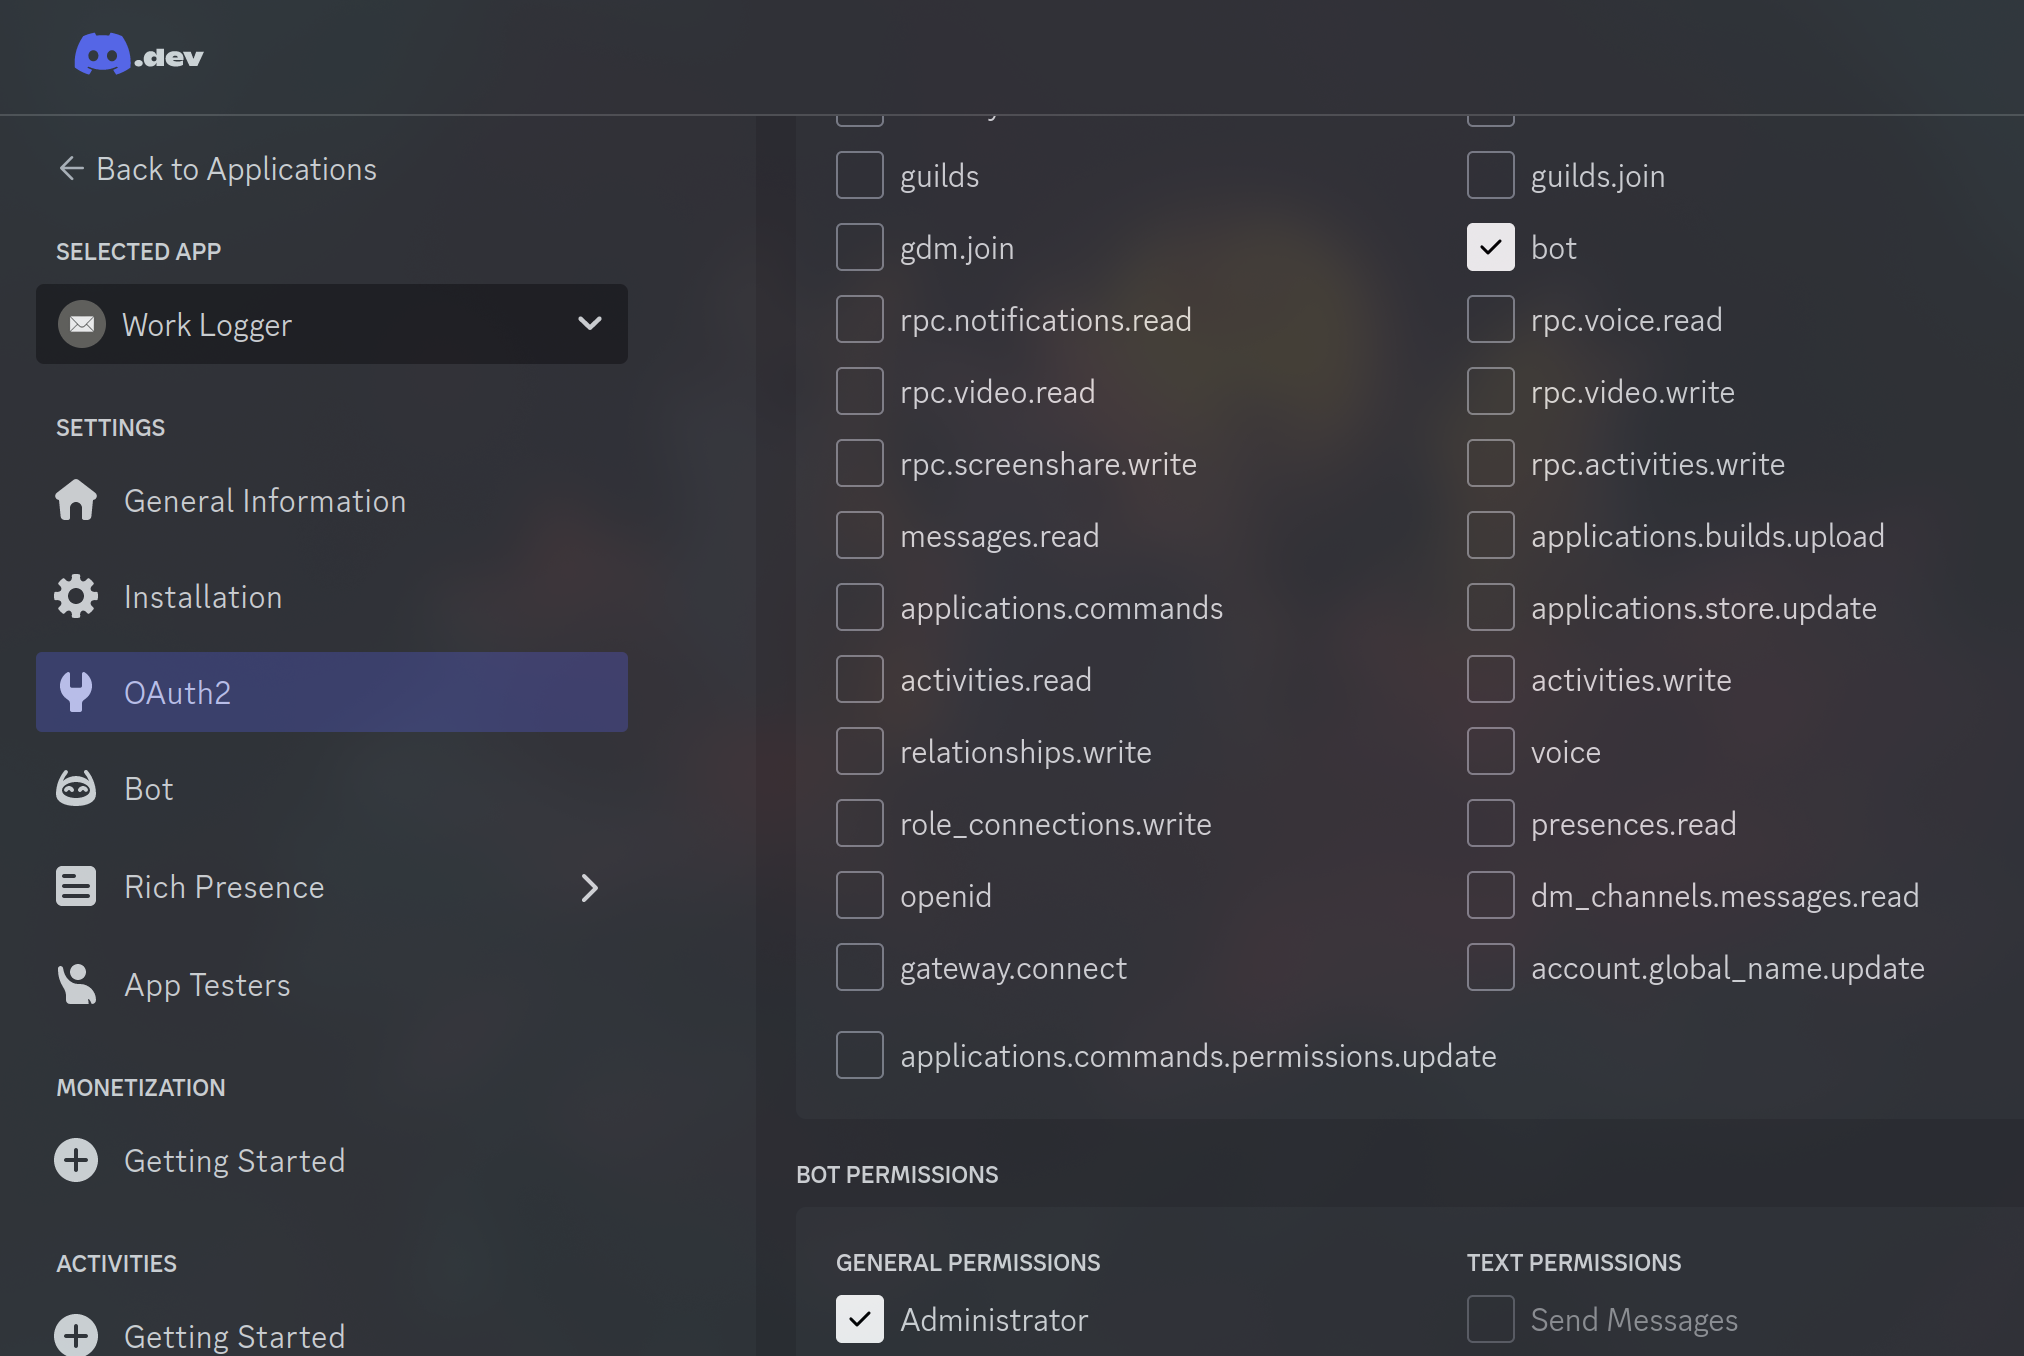 .dev
Back to Applications
SELECTED APP
Work Logger
SETTINGS
General Information
Installation
OAuth2
Bot
Rich Presence
App Testers
MONETIZATION
Getting Started
ACTIVITIES
Getting Started
guilds
guilds.join
gdm.join
bot
rpc.notifications.read
rpc.voice.read
rpc.video.read
rpc.video.write
rpc.screenshare.write
rpc.activities.write
messages.read
applications.builds.upload
applications.commands
applications.store.update
activities.read
activities.write
relationships.write
voice
role_connections.write
presences.read
openid
dm_channels.messages.read
gateway.connect
account.global_name.update
applications.commands.permissions.update
BOT PERMISSIONS
GENERAL PERMISSIONS
TEXT PERMISSIONS
Administrator
Send Messages